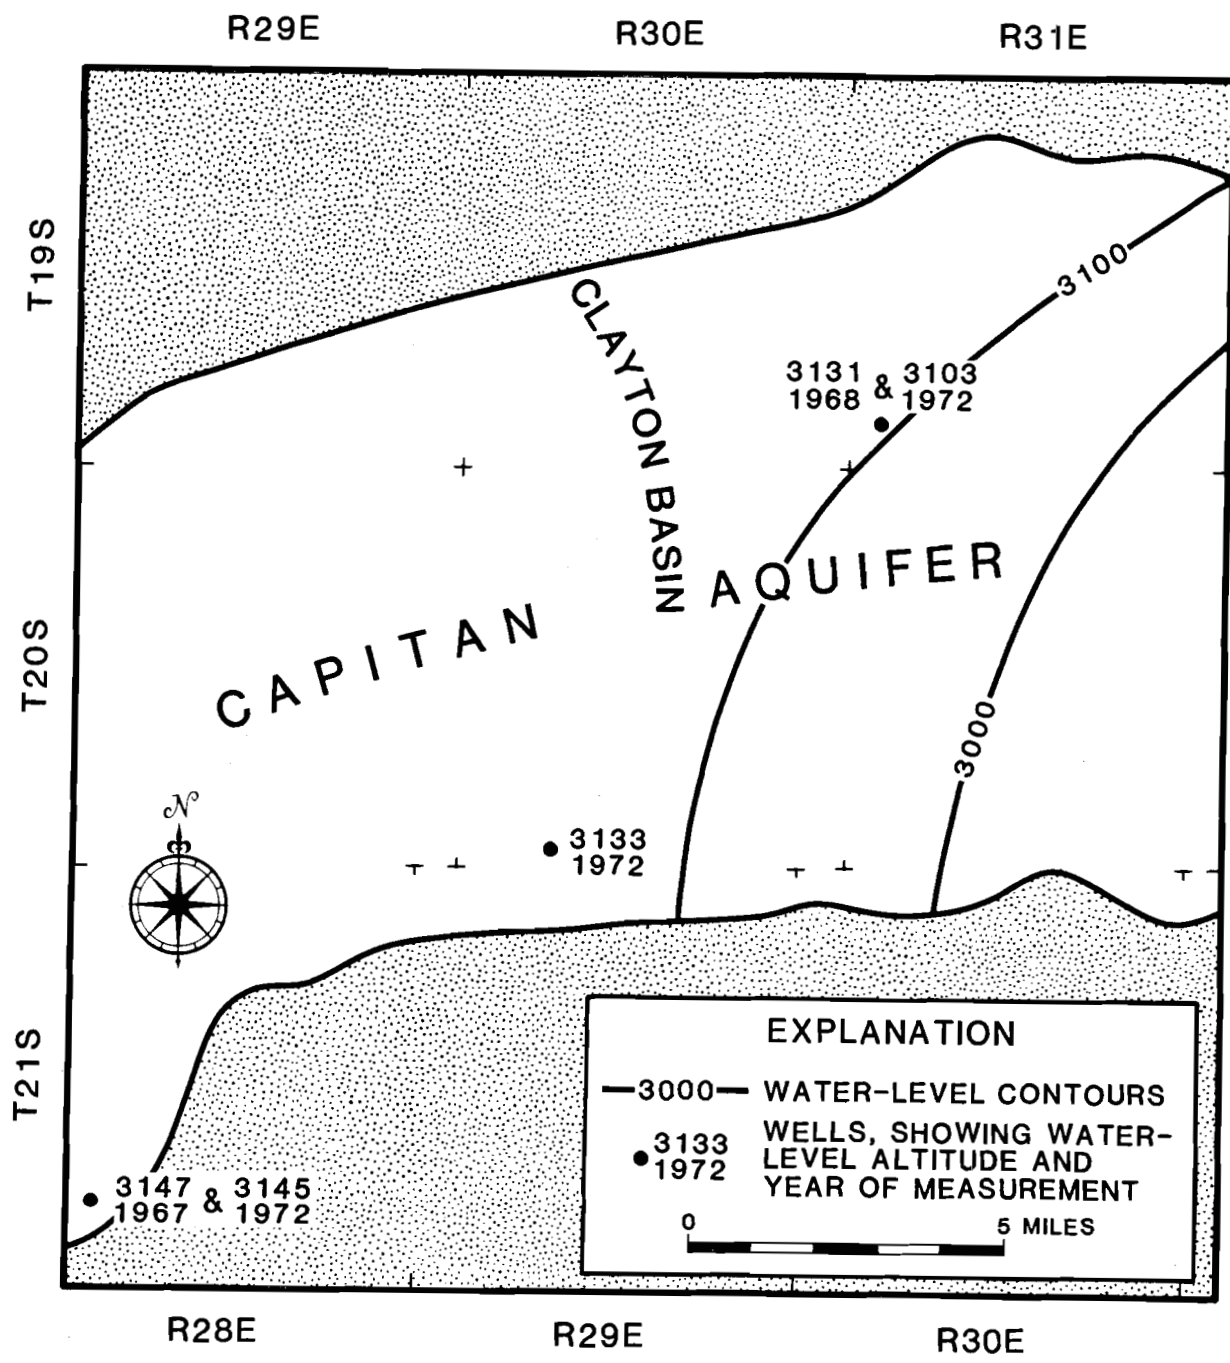 R29E R30E R31E
T19S
3100
CLAYTON BASIN
3131 & 3103
1968 1972
AQUIFER
CAPITAN
T20S
3000
N
3133
1972
T21S
EXPLANATION
3000 WATER-LEVEL CONTOURS
3133
1972
WELLS, SHOWING WATER-
LEVEL ALTITUDE AND
YEAR OF MEASUREMENT
0 5 MILES
3147 & 3145
1967 1972
R28E R29E R30E